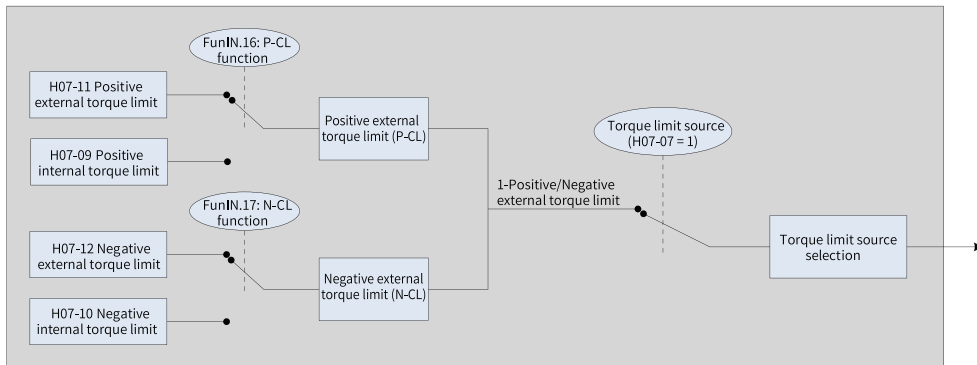 FunIN.16: P-CL
function
H07-11 Positive
external torque limit
H07-09 Positive
internal torque limit
Positive external
torque limit (P-CL)
FunIN.17: N-CL
function
H07-12 Negative
external torque limit
H07-10 Negative
internal torque limit
Negative external
torque limit (N-CL)
1-Positive/Negative
external torque limit
Torque limit source
(H07-07 = 1)
Torque limit source
selection